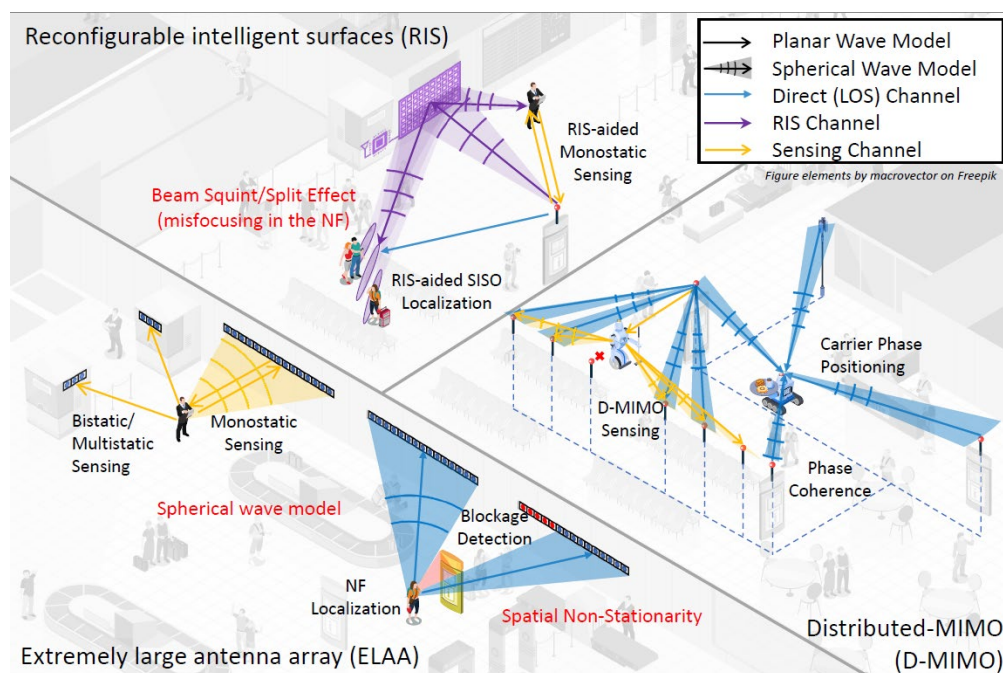 Reconfigurable intelligent surfaces (RIS)
Planar Wave Model
Spherical Wave Model
Direct (LOS) Channel
RIS Channel
Sensing Channel
Figure elements by macrovector on Freepik
RIS-aided
Monostatic
Sensing
Beam Squint/Split Effect
(misfocusing in the NF)
RIS-aided SISO
Localization
Carrier Phase
Positioning
D-MIMO
Sensing
Phase
Coherence
Bistatic/
Multistatic
Sensing
Monostatic
Sensing
Spherical wave model
Blockage
Detection
NF
Localization
Spatial Non-Stationarity
Extremely large antenna array (ELAA)
Distributed-MIMO
(D-MIMO)